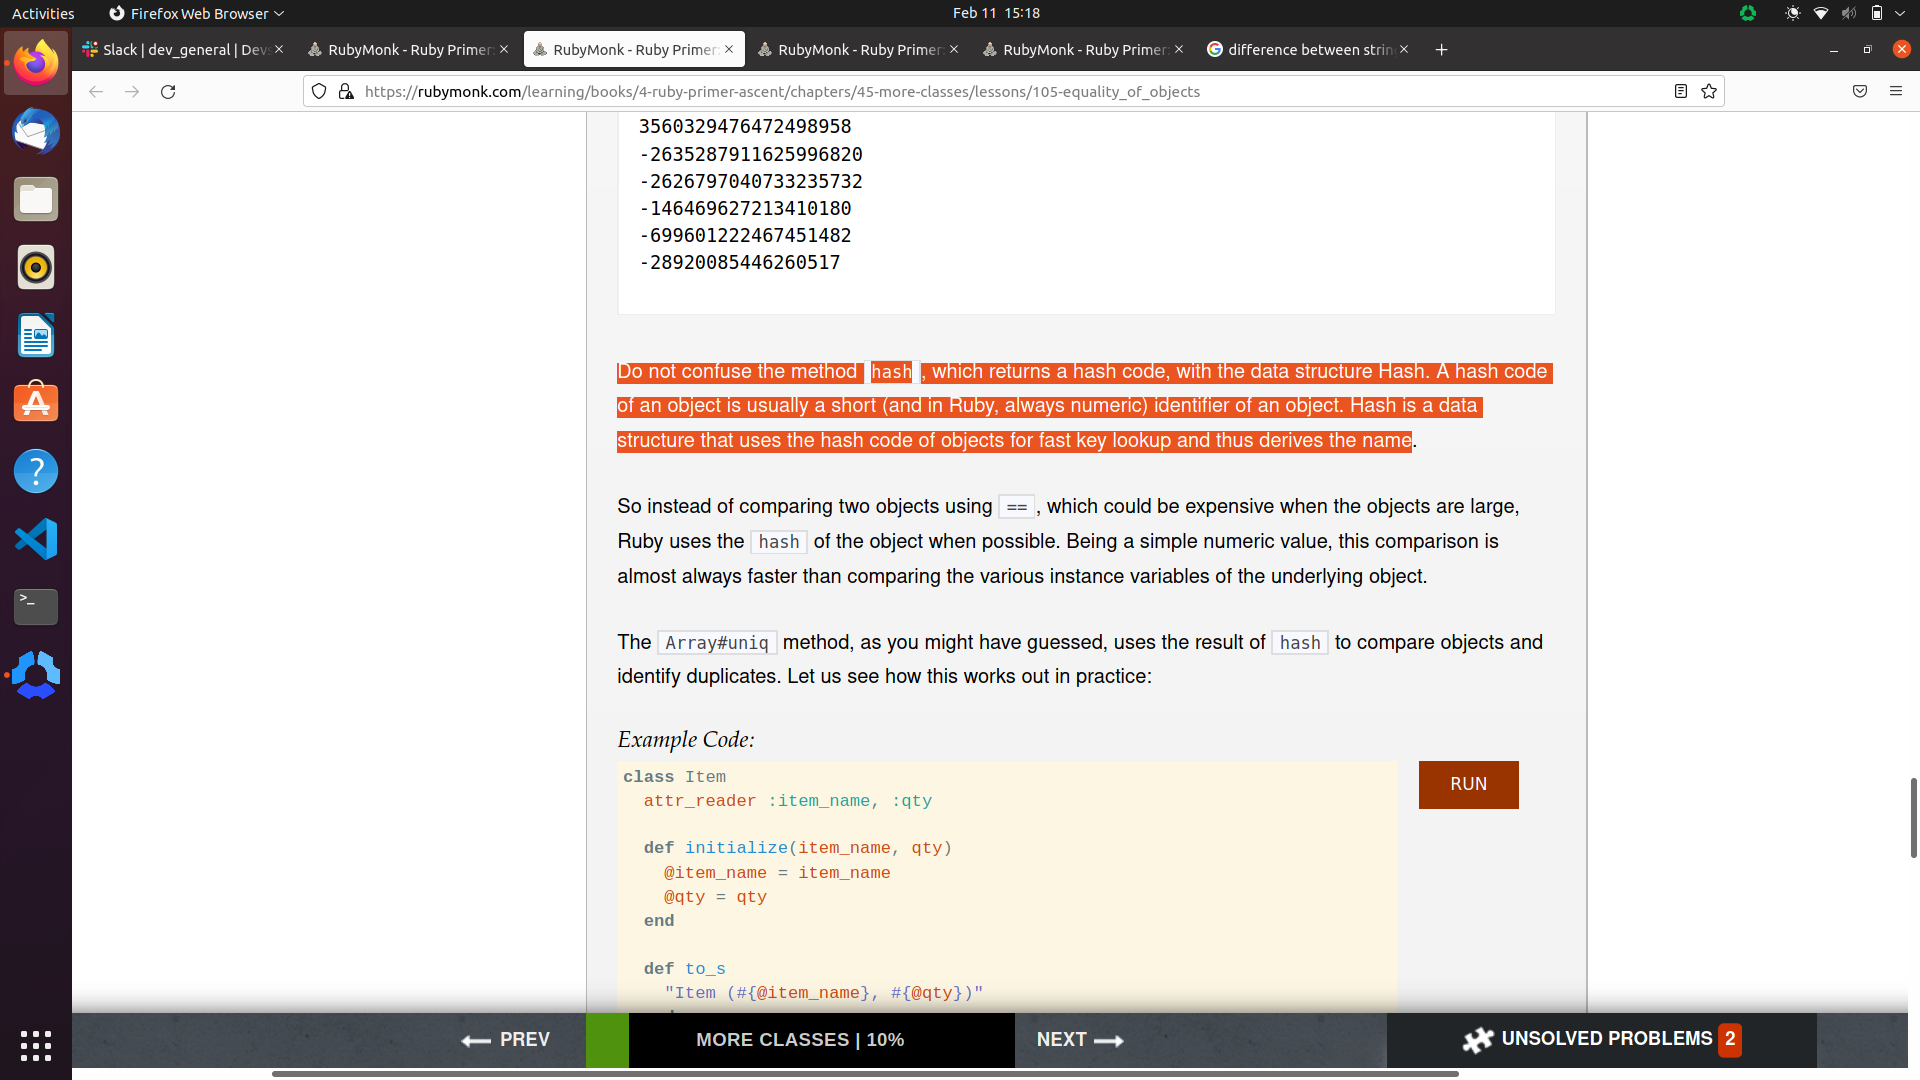 Activities
Firefox Web Browser
Feb 11 15:18
Slack | dev_general | Dev
RubyMonk - Ruby Primer
RubyMonk - Ruby Primer
RubyMonk - Ruby Primer
RubyMonk - Ruby Primer
difference between strin
https://rubymonk.com/learning/books/4-ruby-primer-ascent/chapters/45-more-classes/lessons/105-equality_of_objects
3560329476472498958
-2635287911625996820
-2626797040733235732
-146469627213410180
-699601222467451482
-28920085446260517
Do not confuse the method hash, which returns a hash code, with the data structure Hash. A hash code
of an object is usually a short (and in Ruby, always numeric) identifier of an object. Hash is a data
structure that uses the hash code of objects for fast key lookup and thus derives the name.
So instead of comparing two objects using ==, which could be expensive when the objects are large,
Ruby uses the hash of the object when possible. Being a simple numeric value, this comparison is
almost always faster than comparing the various instance variables of the underlying object.
The Array#uniq method, as you might have guessed, uses the result of hash to compare objects and
identify duplicates. Let us see how this works out in practice:
Example Code:
RUN
class Item
  attr_reader :item_name, :qty
  def initialize(item_name, qty)
    @item_name = item_name
    @qty = qty
  end
  def to_s
    "Item (#{@item_name}, #{@qty})"
PREV
MORE CLASSES | 10%
NEXT
UNSOLVED PROBLEMS 2